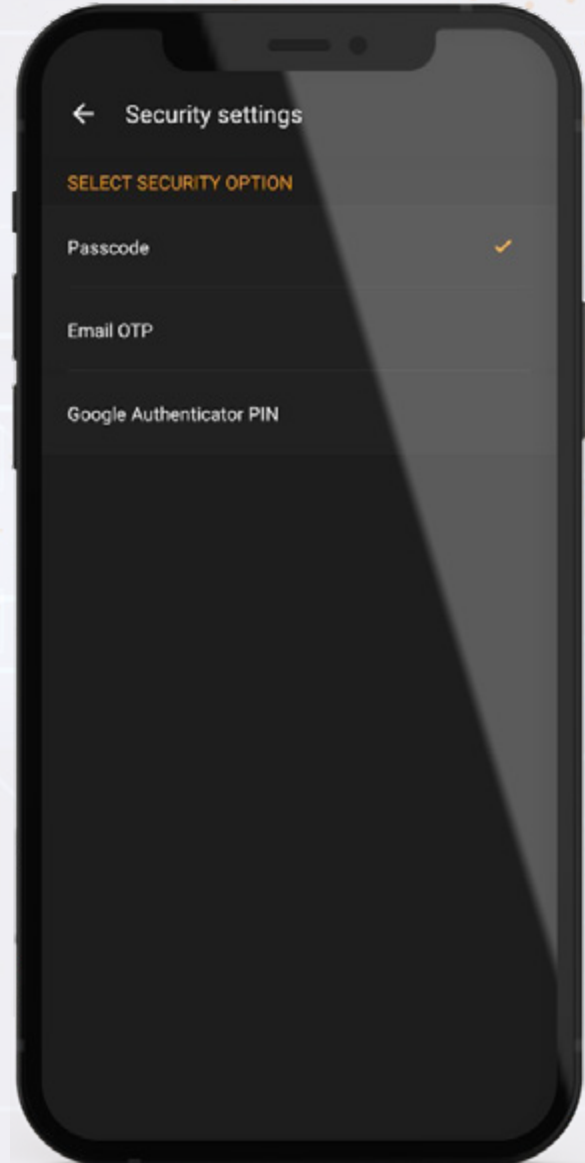 Security settings
SELECT SECURITY OPTION
Passcode
Email OTP
Google Authenticator PIN